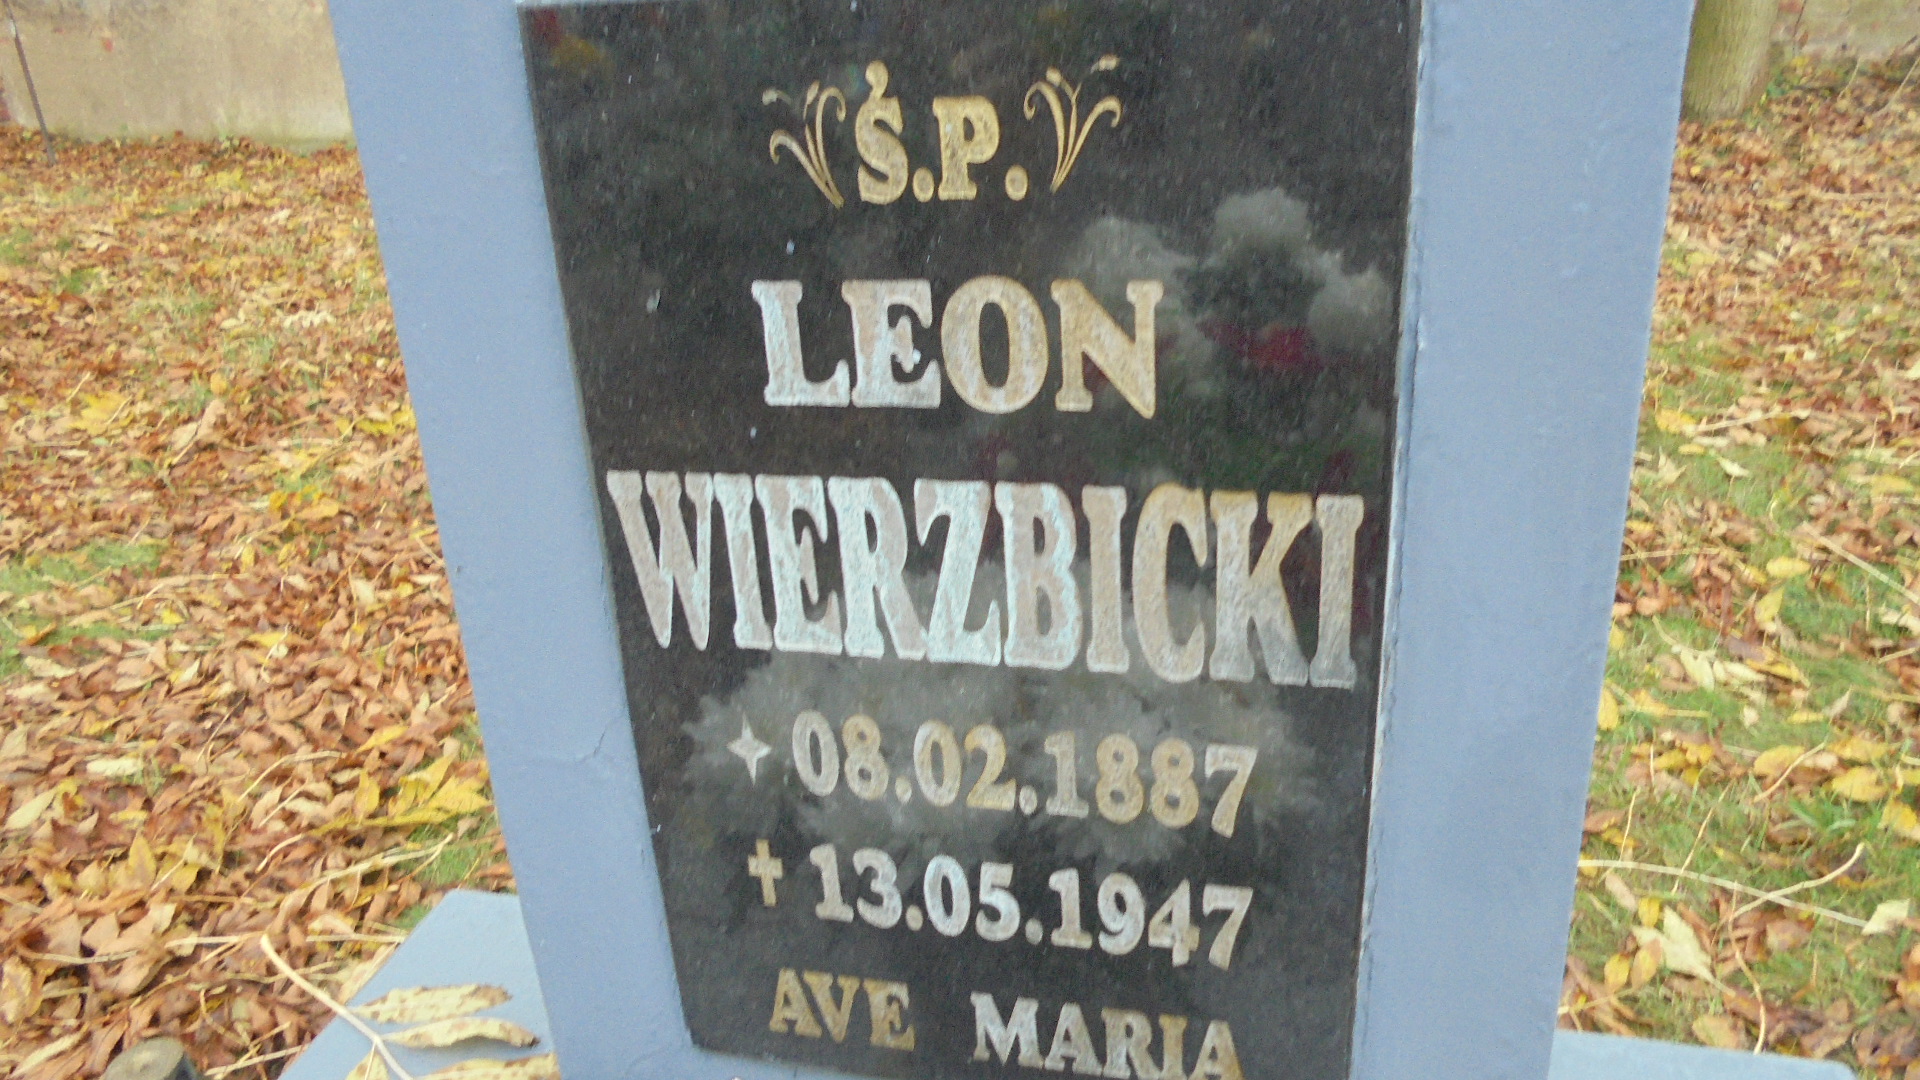 Ś.P.
LEON
WIERZBICKI
08.02.1887
✝ 13.05.1947
AVE MARIA